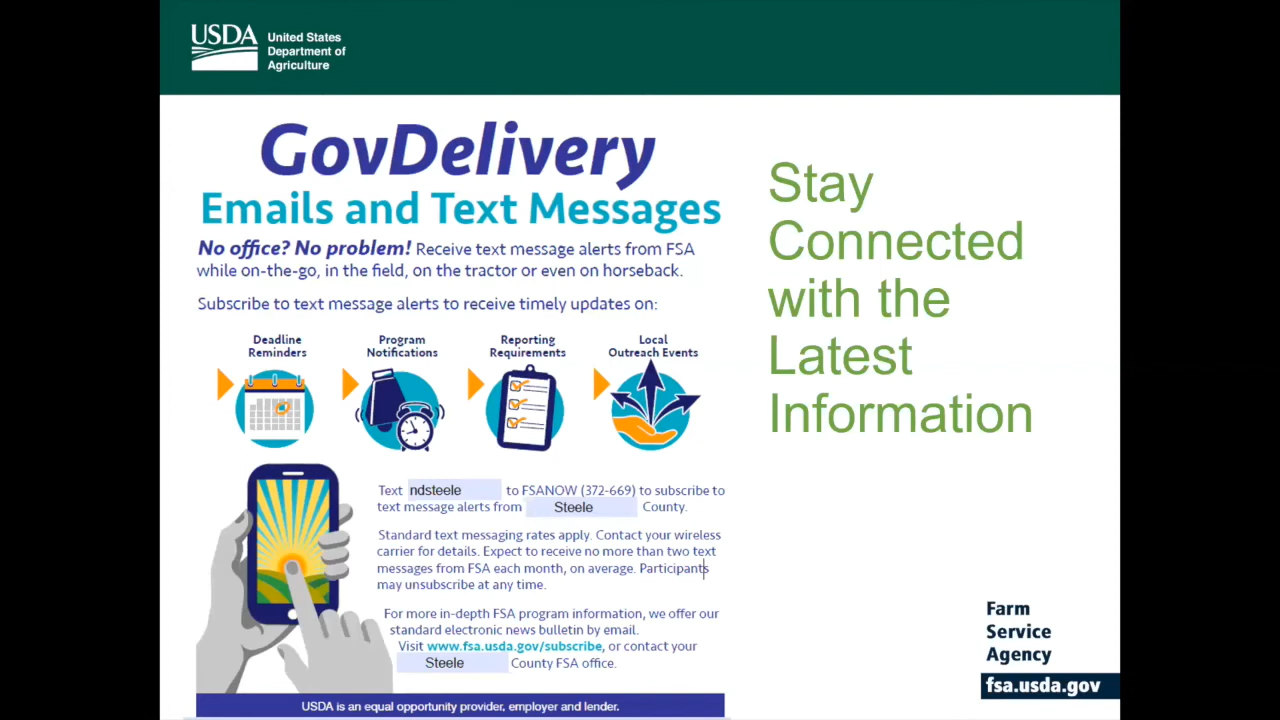 USDA
United States
Department of
Agriculture
GovDelivery
Emails and Text Messages
No office? No problem! Receive text message alerts from FSA
while on-the-go, in the field, on the tractor or even on horseback.
Subscribe to text message alerts to receive timely updates on:
Deadline
Reminders
Program
Notifications
Reporting
Requirements
Local
Outreach Events
Text ndsteele to FSANOW (372-669) to subscribe to
text message alerts from Steele County.
Standard text messaging rates apply. Contact your wireless
carrier for details. Expect to receive no more than two text
messages from FSA each month, on average. Participants
may unsubscribe at any time.
For more in-depth FSA program information, we offer our
standard electronic news bulletin by email.
Visit www.fsa.usda.gov/subscribe, or contact your
Steele County FSA office.
USDA is an equal opportunity provider, employer and lender.
Stay
Connected
with the
Latest
Information
Farm
Service
Agency
fsa.usda.gov